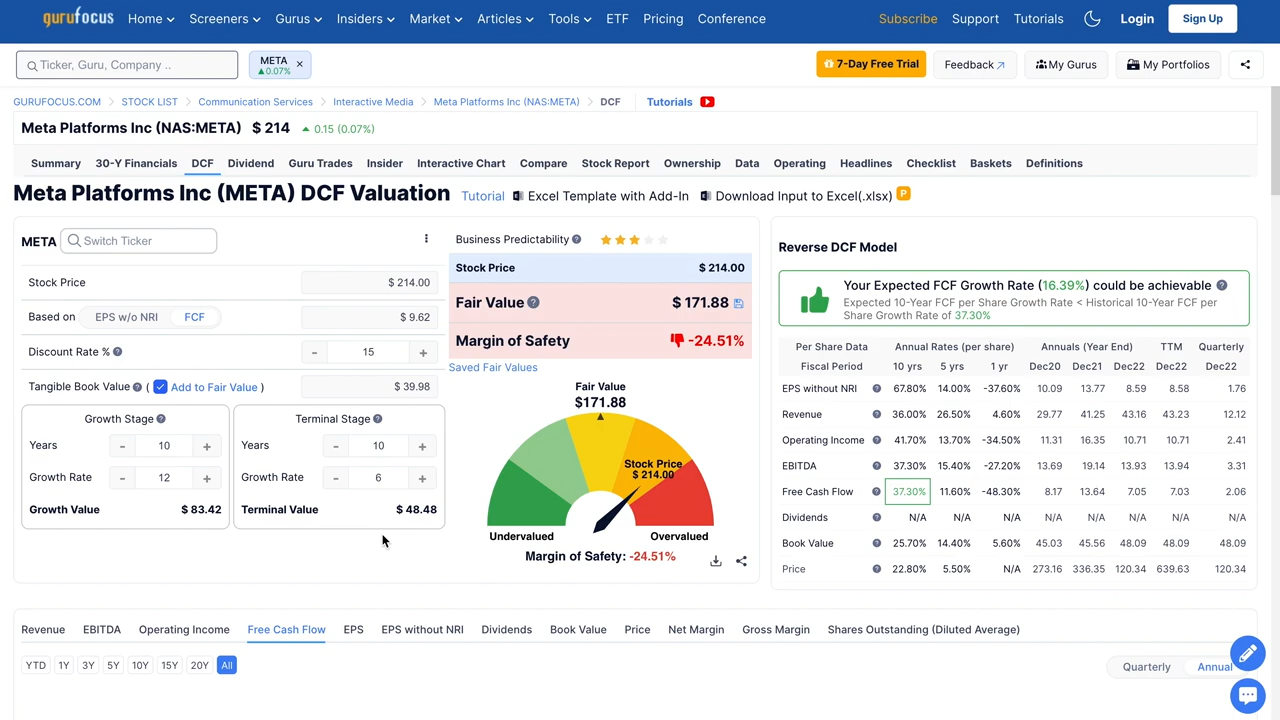 gurufocus Home Screeners Gurus Insiders Market Articles Tools ETF Pricing Conference Subscribe Support Tutorials Login Sign Up
Ticker, Guru, Company .. META × ▲0.07% 7-Day Free Trial Feedback My Gurus My Portfolios
GURUFOCUS.COM STOCK LIST Communication Services Interactive Media Meta Platforms Inc (NAS:META) DCF Tutorials
Meta Platforms Inc (NAS:META) $ 214 ▲ 0.15 (0.07%)
Summary 30-Y Financials DCF Dividend Guru Trades Insider Interactive Chart Compare Stock Report Ownership Data Operating Headlines Checklist Baskets Definitions
Meta Platforms Inc (META) DCF Valuation Tutorial Excel Template with Add-In Download Input to Excel(.xlsx) P
META Switch Ticker
Stock Price $ 214.00
Based on EPS w/o NRI FCF $ 9.62
Discount Rate % - 15 +
Tangible Book Value ( Add to Fair Value ) $ 39.98
Growth Stage
Years - 10 +
Growth Rate - 12 +
Growth Value $ 83.42
Terminal Stage
Years - 10 +
Growth Rate - 6 +
Terminal Value $ 48.48
Business Predictability
Stock Price $ 214.00
Fair Value $ 171.88
Margin of Safety -24.51%
Saved Fair Values
Fair Value
$171.88
Stock Price
$ 214.00
Undervalued Overvalued
Margin of Safety: -24.51%
Reverse DCF Model
Your Expected FCF Growth Rate (16.39%) could be achievable
Expected 10-Year FCF per Share Growth Rate < Historical 10-Year FCF per
Share Growth Rate of 37.30%
Per Share Data Annual Rates (per share) Annuals (Year End) TTM Quarterly
Fiscal Period 10 yrs 5 yrs 1 yr Dec20 Dec21 Dec22 Dec22 Dec22
EPS without NRI 67.80% 14.00% -37.60% 10.09 13.77 8.59 8.58 1.76
Revenue 36.00% 26.50% 4.60% 29.77 41.25 43.16 43.23 12.12
Operating Income 41.70% 13.70% -34.50% 11.31 16.35 10.71 10.71 2.41
EBITDA 37.30% 15.40% -27.20% 13.69 19.14 13.93 13.94 3.31
Free Cash Flow 37.30% 11.60% -48.30% 8.17 13.64 7.05 7.03 2.06
Dividends N/A N/A N/A N/A N/A N/A N/A N/A
Book Value 25.70% 14.40% 5.60% 45.03 45.56 48.09 48.09 48.09
Price 22.80% 5.50% N/A 273.16 336.35 120.34 639.63 120.34
Revenue EBITDA Operating Income Free Cash Flow EPS EPS without NRI Dividends Book Value Price Net Margin Gross Margin Shares Outstanding (Diluted Average)
YTD 1Y 3Y 5Y 10Y 15Y 20Y All Quarterly Annual